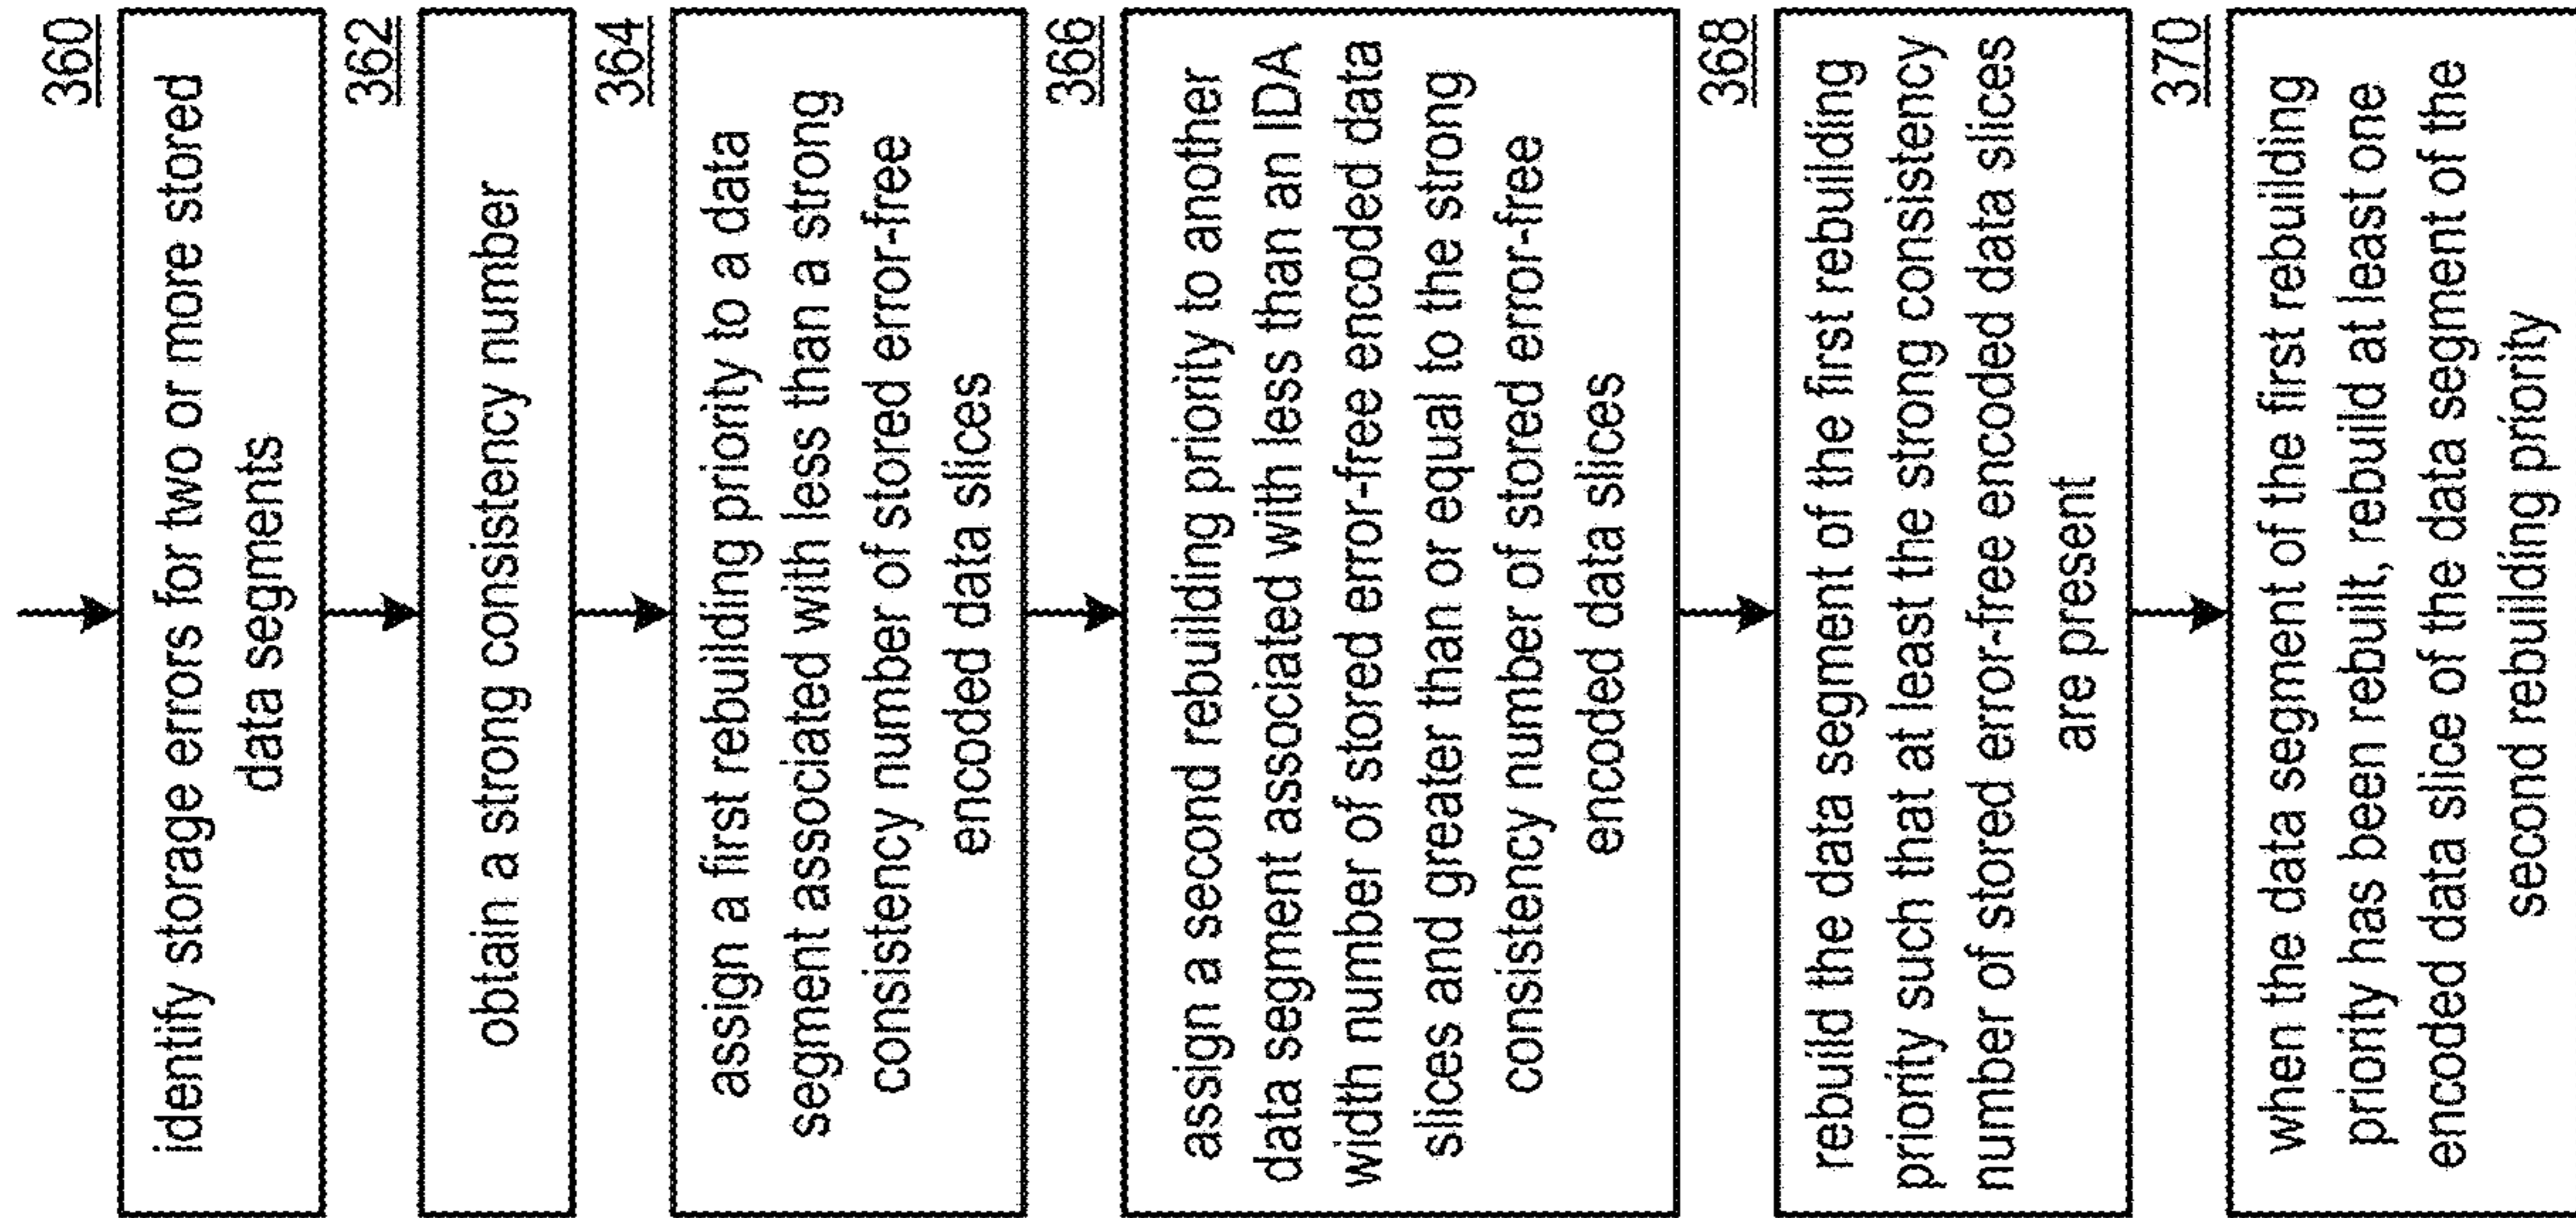 360
identify storage errors for two or more stored
data segments
362
obtain a strong consistency number
364
assign a first rebuilding priority to a data
segment associated with less than a strong
consistency number of stored error-free
encoded data slices
366
assign a second rebuilding priority to another
data segment associated with less than an IDA
width number of stored error-free encoded data
slices and greater than or equal to the strong
consistency number of stored error-free
encoded data slices
368
rebuild the data segment of the first rebuilding
priority such that at least the strong consistency
number of stored error-free encoded data slices
are present
370
when the data segment of the first rebuilding
priority has been rebuilt, rebuild at least one
encoded data slice of the data segment of the
second rebuilding priority